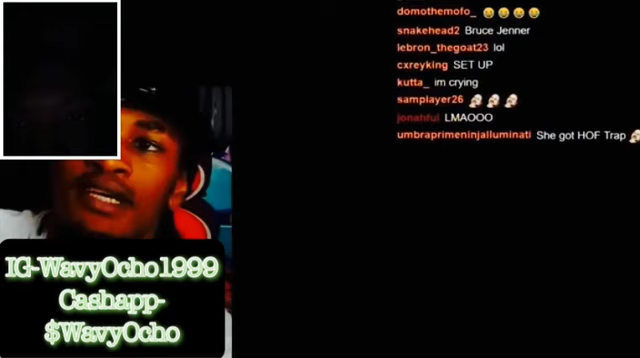 domothemofo_
snakehead2 Bruce Jenner
lebron_thegoat23 lol
cxreyking SET UP
kutta_ im crying
samplayer26
jonahful LMAOOO
umbraprimeninjalluminati She got HOF Trap
IG-WavyOcho1999
Cashapp-
$WavyOcho